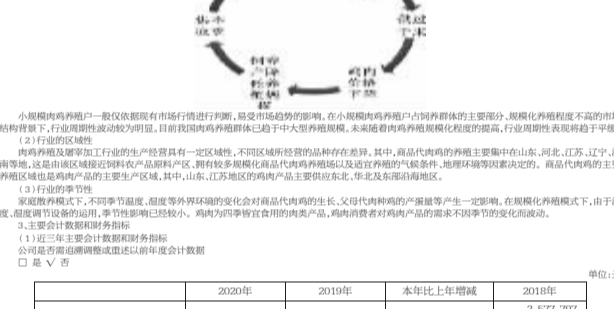 小规模肉鸡养殖户一般仅依据现有市场行情进行判断,易受市场趋势的影响。在小规模肉鸡养殖户占饲养群体的主要部分、规模化养殖程度不高的市
结构背景下,行业周期性波动较为明显。目前我国肉鸡养殖群体已趋于中大型养殖规模。未来随着肉鸡养殖规模化程度的提高,行业周期性表现将趋于平缓
(2)行业的区域性
肉鸡养殖及屠宰加工行业的生产经营具有一定区域性,不同区域所经营的品种存在差异。其中,商品代肉鸡的养殖主要集中在山东、河北、江苏、辽宁、
南等地,这是由该区域接近饲料农产品原料产区、拥有较多规模化商品代肉鸡养殖场以及适宜养殖的气候条件、地理环境等因素决定的。 商品代肉鸡的主
养殖区域也是鸡肉产品的主要生产区域,其中,山东、江苏地区的鸡肉产品主要供应东北、华北及东部沿海地区。
(3)行业的季节性
家庭散养模式下,不同季节温度、湿度等外界环境的变化会对商品代肉鸡的生长、父母代肉种鸡的产蛋量等产生一定影响。在规模化养殖模式下,由于
度、湿度调节设备的运用,季节性影响已经较小。鸡肉为四季皆宜食用的肉类产品,鸡肉消费者对鸡肉产品的需求不因季节的变化而波动。
3、主要会计数据和财务指标
(1)近三年主要会计数据和财务指标
公司是否需追溯调整或重述以前年度会计数据
□ 是 √ 否
单位:
2020年 2019年 本年比上年增减 2018年